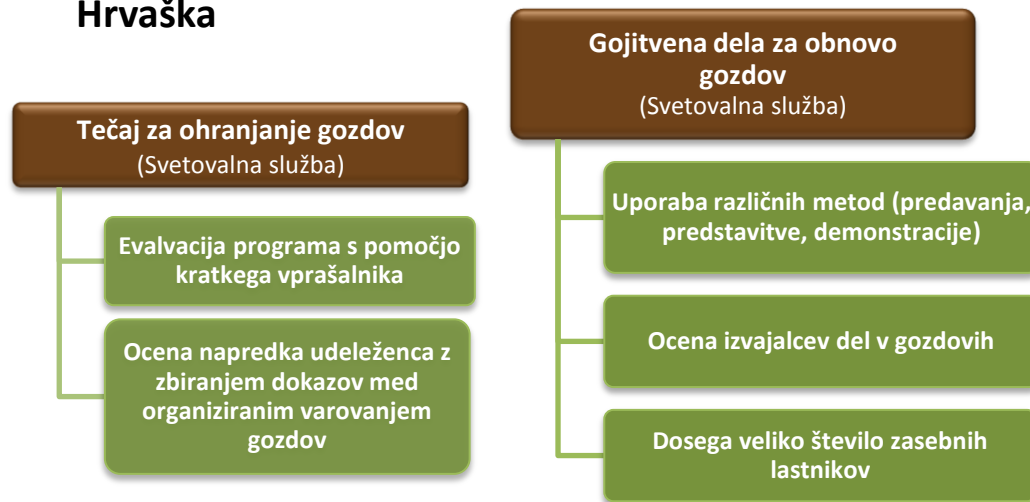 Hrvaška
Tečaj za ohranjanje gozdov
(Svetovalna služba)
Evalvacija programa s pomočjo
kratkega vprašalnika
Ocena napredka udeleženca z
zbiranjem dokazov med
organiziranim varovanjem
gozdov
Gojitvena dela za obnovo
gozdov
(Svetovalna služba)
Uporaba različnih metod (predavanja,
predstavitve, demonstracije)
Ocena izvajalcev del v gozdovih
Dosega veliko število zasebnih
lastnikov